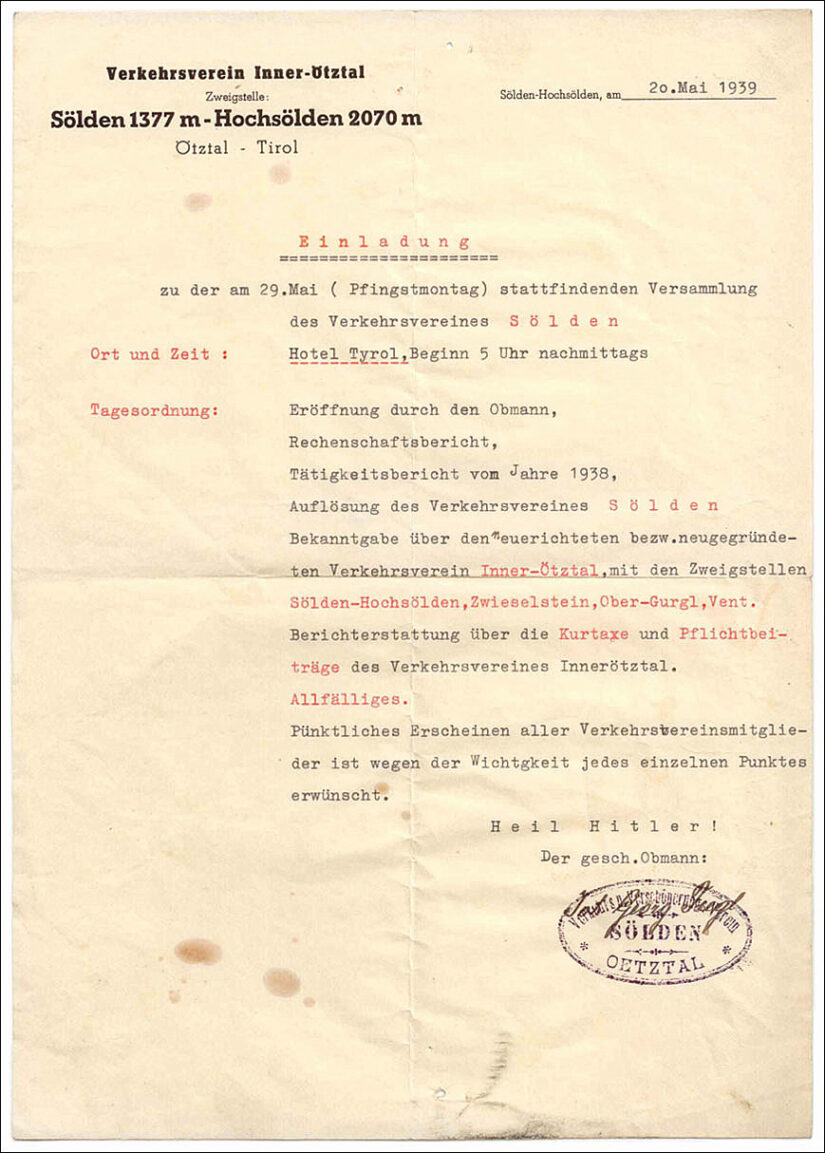 Verkehrsverein Inner-Ötztal
Zweigstelle:
Sölden 1377 m - Hochsölden 2070 m
Ötztal - Tirol
Sölden-Hochsölden, am 2o.Mai 1939
Einladung
=====================
zu der am 29.Mai ( Pfingstmontag) stattfindenden Versammlung
des Verkehrsvereines Sölden
Ort und Zeit : Hotel Tyrol,Beginn 5 Uhr nachmittags
Tagesordnung: Eröffnung durch den Obmann,
Rechenschaftsbericht,
Tätigkeitsbericht vom Jahre 1938,
Auflösung des Verkehrsvereines Sölden
Bekanntgabe über den neuerichteten bezw.neugegründe-
ten Verkehrsverein Inner-Ötztal,mit den Zweigstellen
Sölden-Hochsölden,Zwieselstein,Ober-Gurgl,Vent.
Berichterstattung über die Kurtaxe und Pflichtbei-
träge des Verkehrsvereines Innerötztal.
Allfälliges.
Pünktliches Erscheinen aller Verkehrsvereinsmitglie-
der ist wegen der Wichtgkeit jedes einzelnen Punktes
erwünscht.
Heil Hitler!
Der gesch.Obmann:
SÖLDEN
OETZTAL